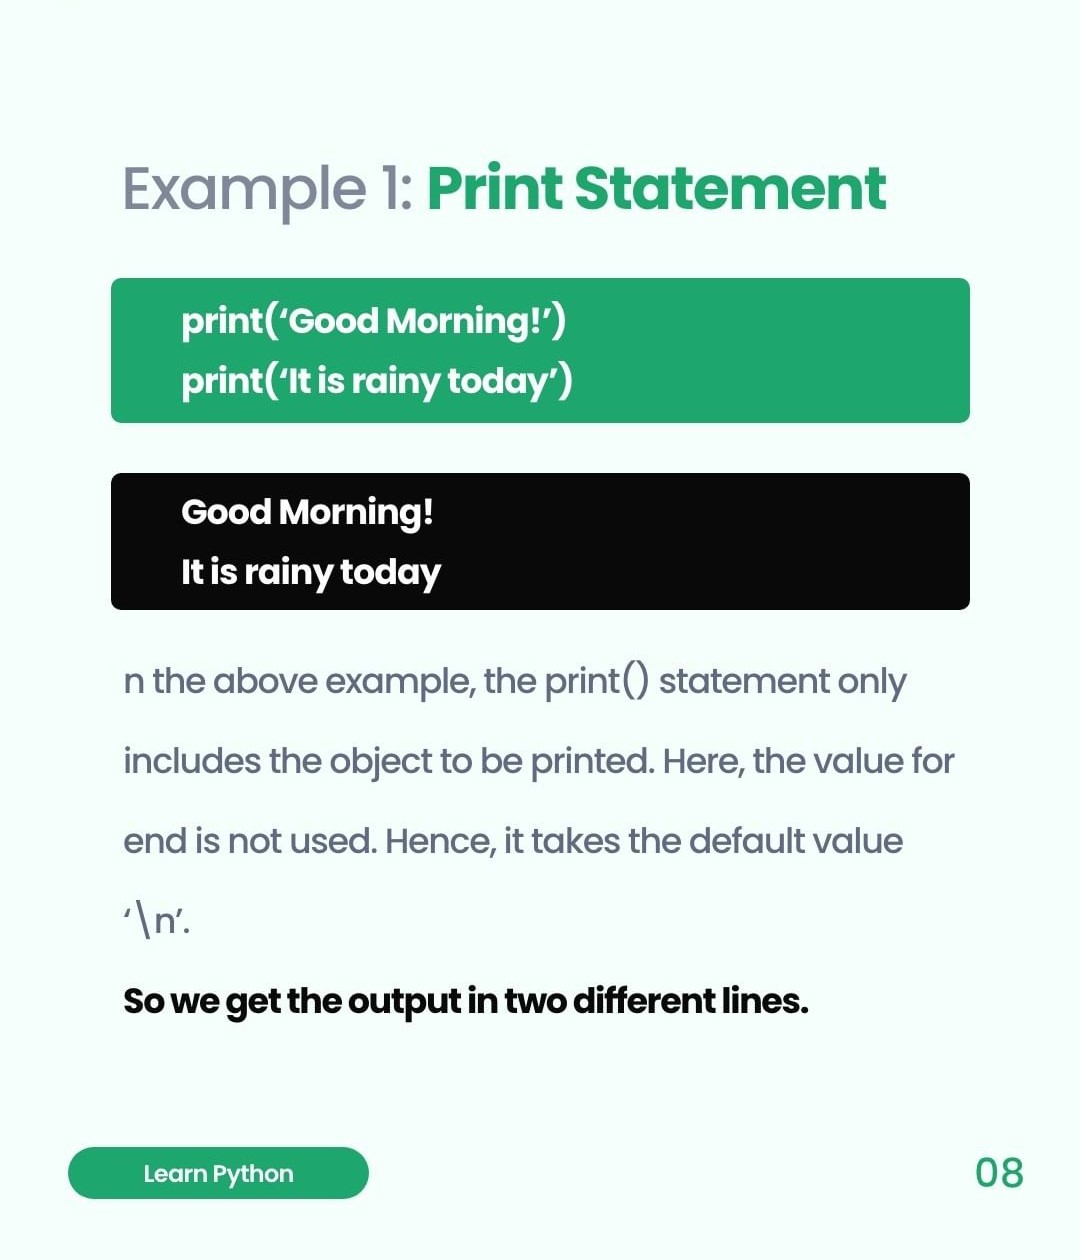 Example 1: Print Statement
print(‘Good Morning!’)
print(‘It is rainy today’)
Good Morning!
It is rainy today
n the above example, the print() statement only
includes the object to be printed. Here, the value for
end is not used. Hence, it takes the default value
‘\n’.
So we get the output in two different lines.
Learn Python
08